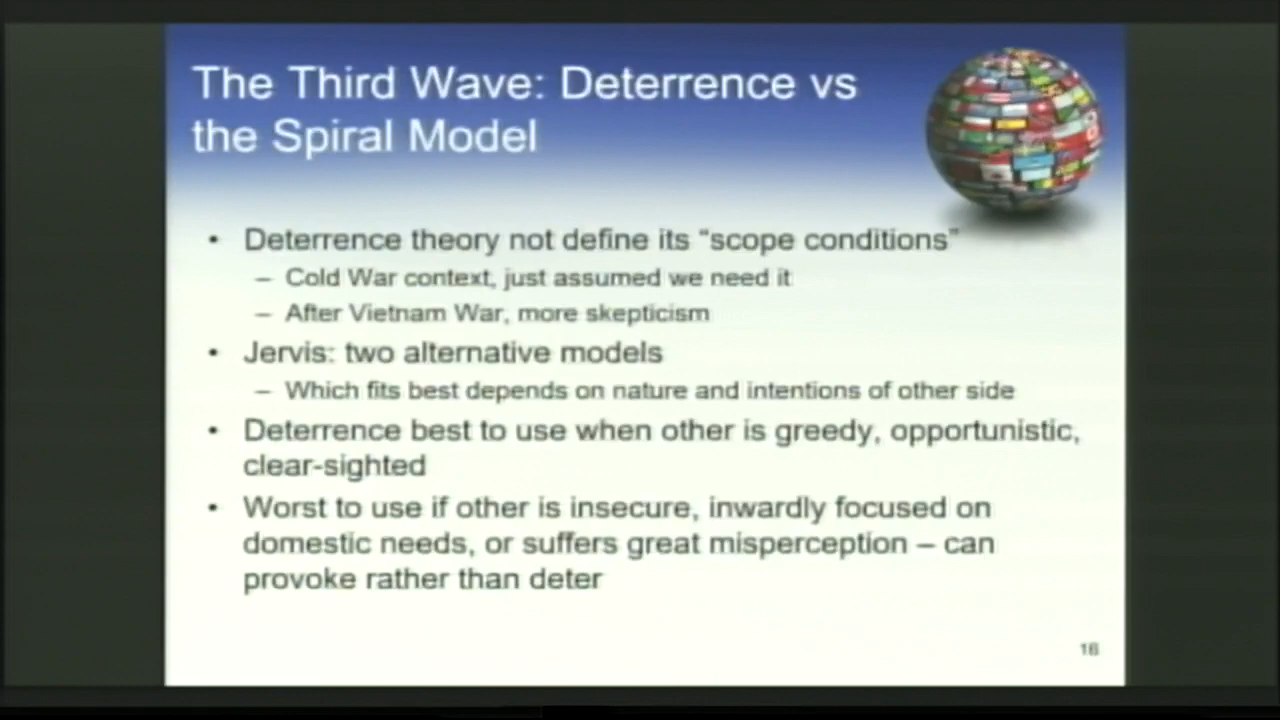 The Third Wave: Deterrence vs
the Spiral Model
• Deterrence theory not define its “scope conditions”
– Cold War context, just assumed we need it
– After Vietnam War, more skepticism
• Jervis: two alternative models
– Which fits best depends on nature and intentions of other side
• Deterrence best to use when other is greedy, opportunistic,
clear-sighted
• Worst to use if other is insecure, inwardly focused on
domestic needs, or suffers great misperception – can
provoke rather than deter
16